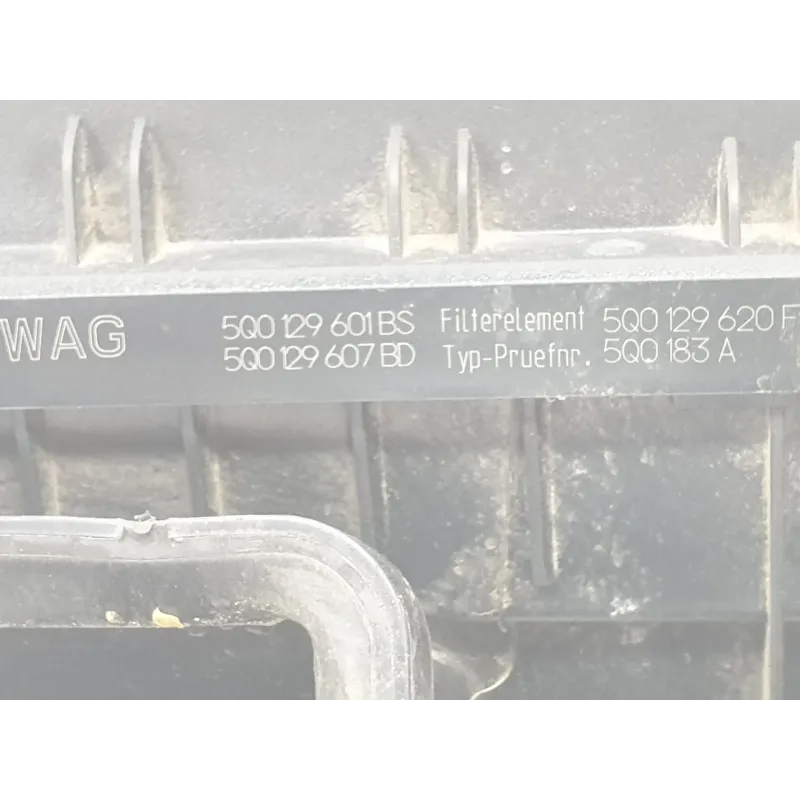 WAG 5Q0 129 601 BS Filterelement 5Q0 129 620 F
5Q0 129 607 BD Typ-Pruefnr. 5Q0 183 A